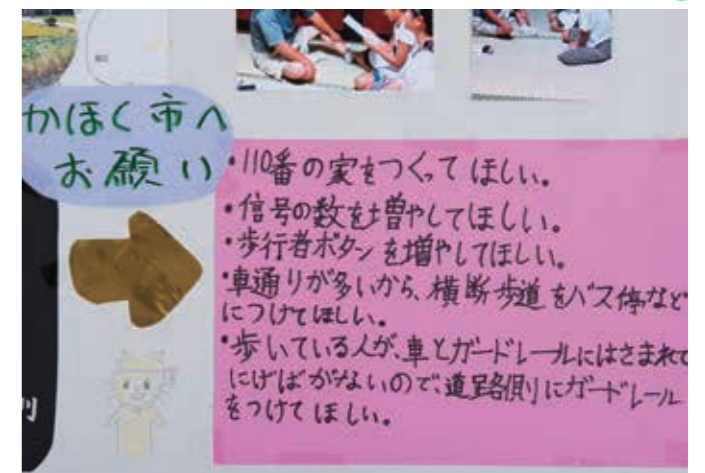 かほく市へ
お願い
・110番の家をつくってほしい。
・信号の数を増やしてほしい。
・歩行者ボタンを増やしてほしい。
・車通りが多いから、横断歩道をバス停など
につけてほしい。
・歩いている人が、車とガードレールにはさまれて
にげばがないので、道路側にガードレール
をつけてほしい。